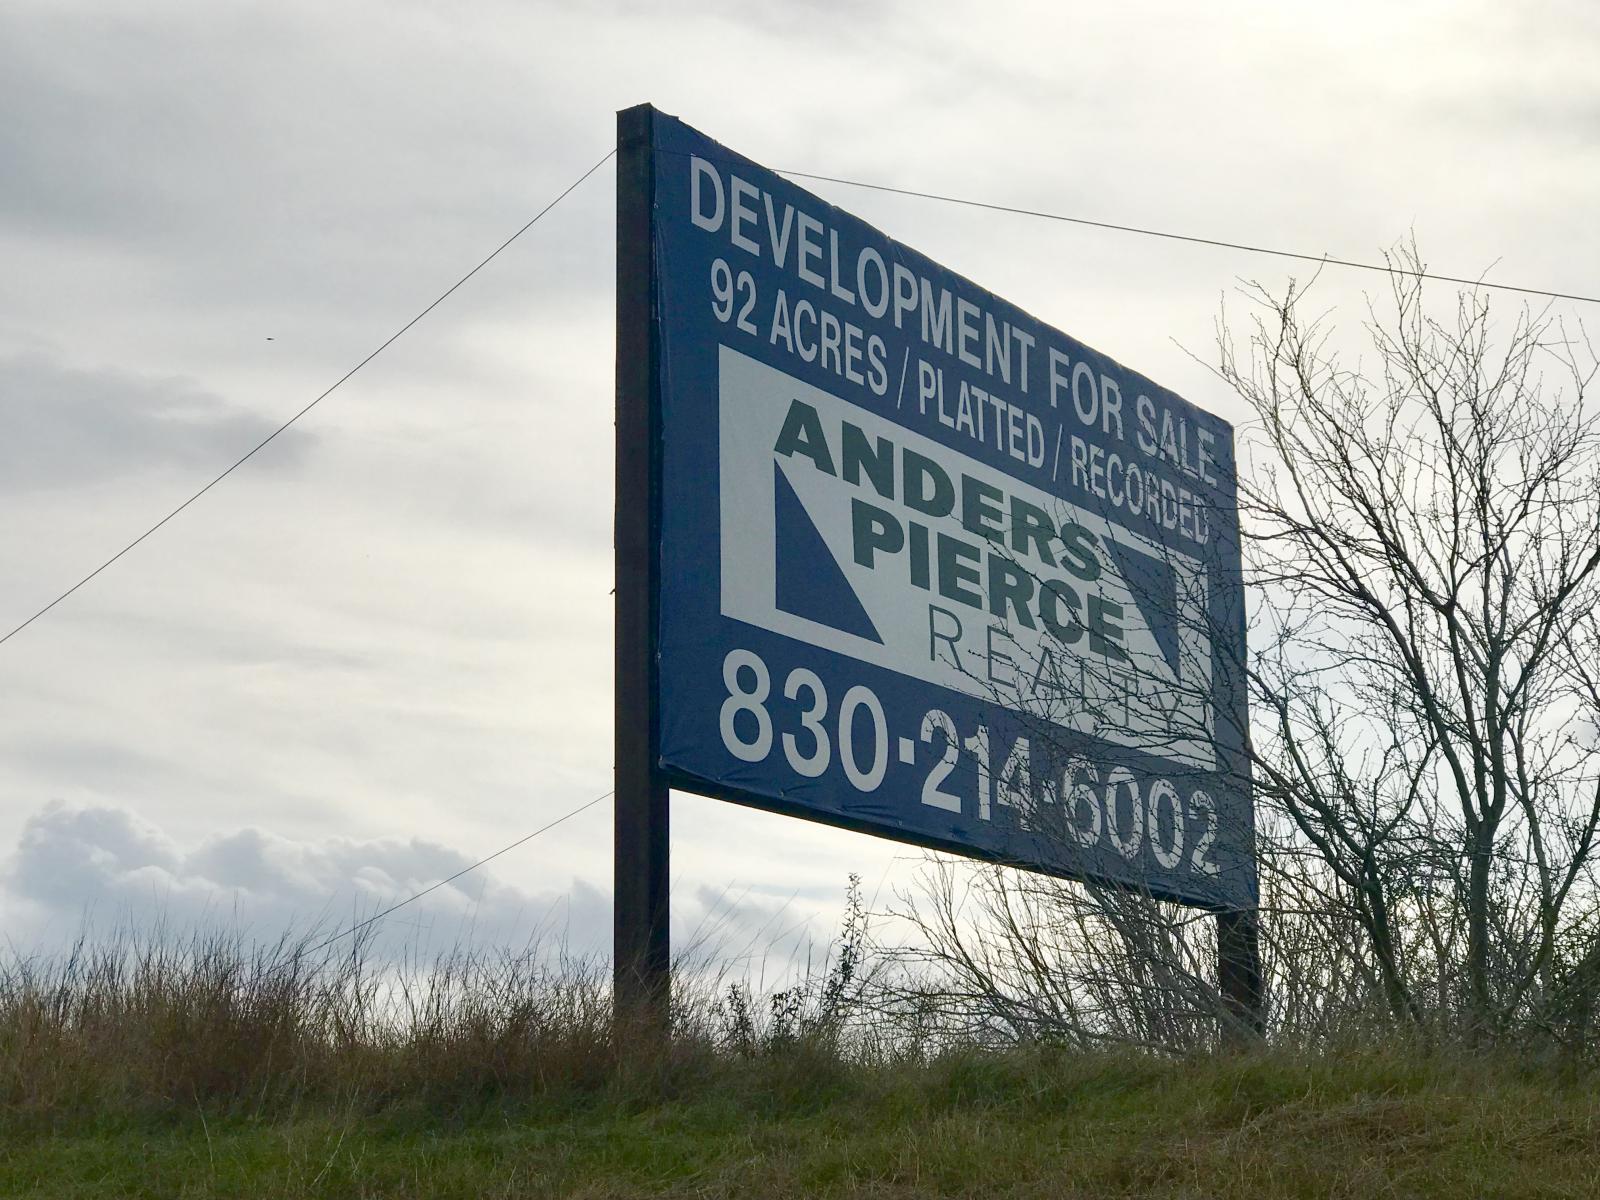 DEVELOPMENT FOR SALE
92 ACRES / PLATTED / RECORDED
ANDERS
PIERCE
REALTY
830·214·6002